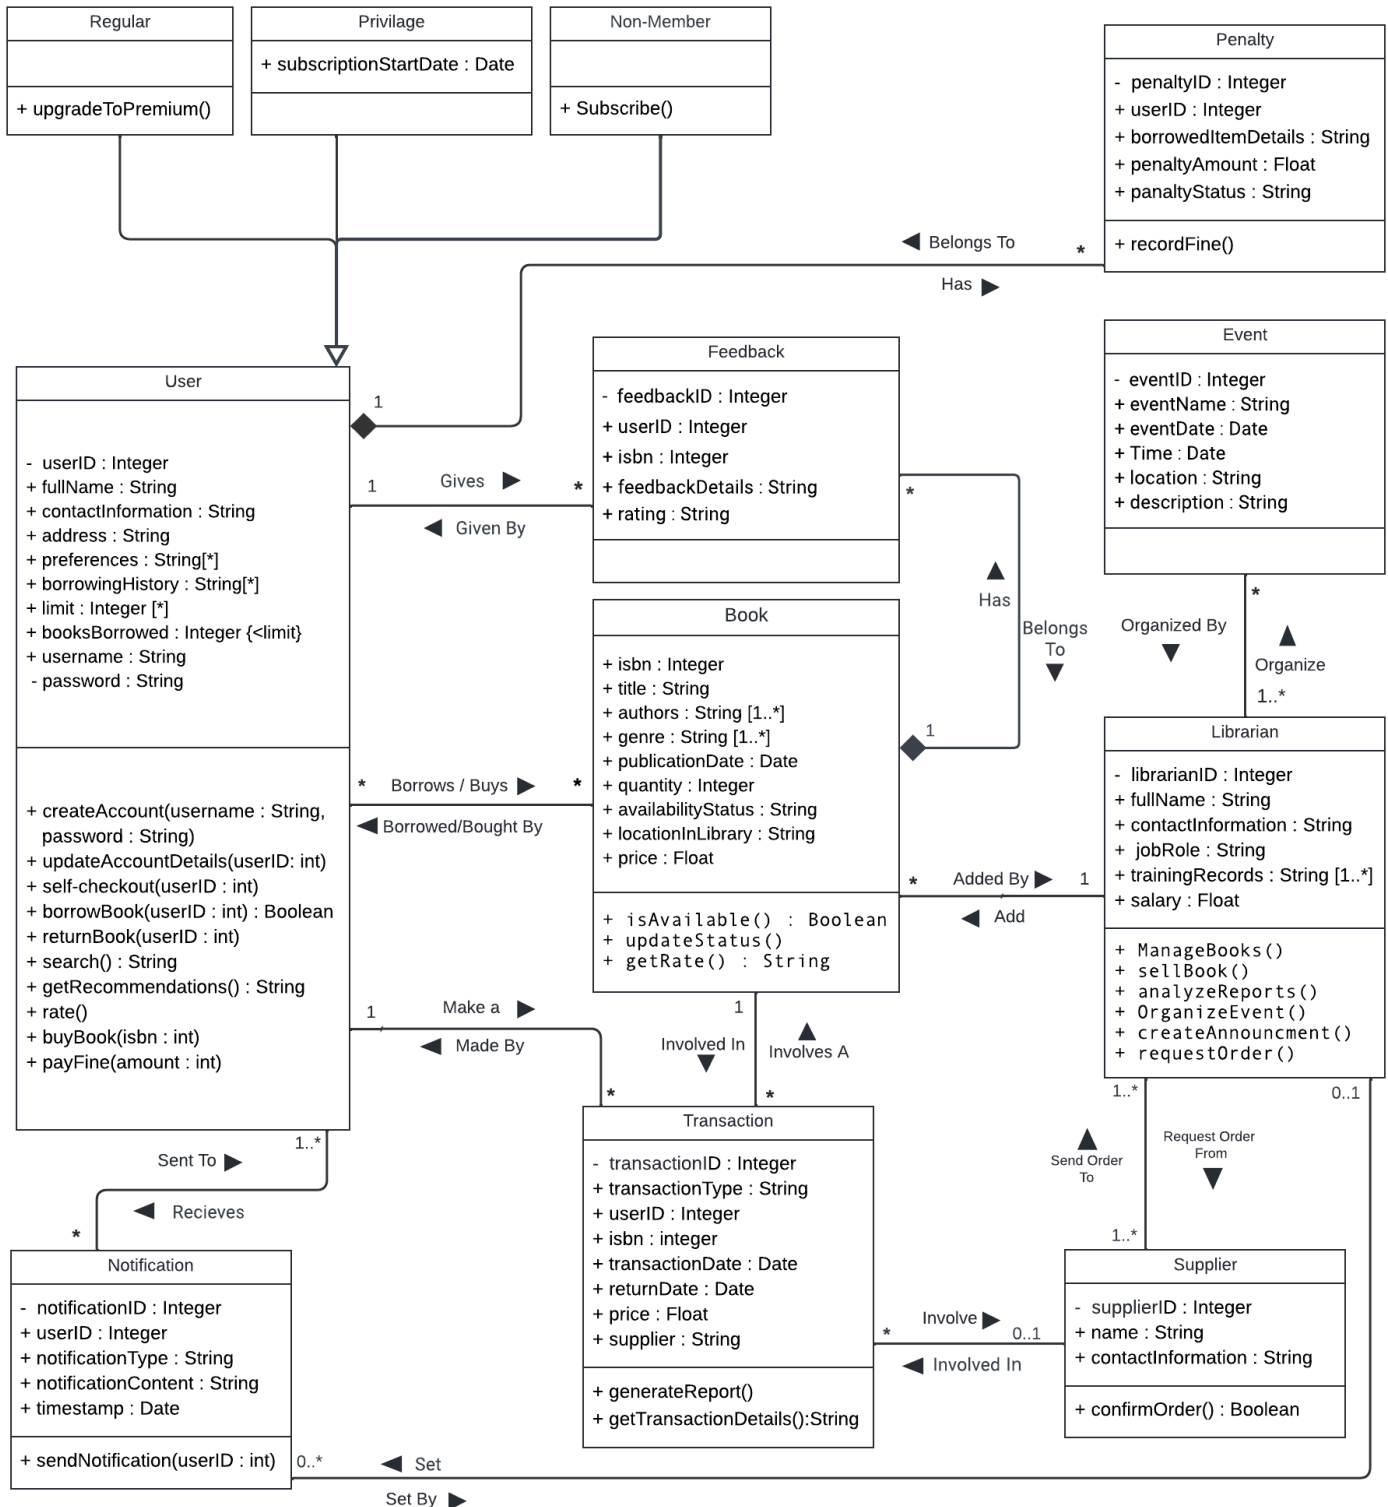 Regular
+ upgradeToPremium()
Privilage
+ subscriptionStartDate : Date
Non-Member
+ Subscribe()
Penalty
- penaltyID : Integer
+ userID : Integer
+ borrowedItemDetails : String
+ penaltyAmount : Float
+ panaltyStatus : String
+ recordFine()
◀ Belongs To
*
Has ▶
1
User
- userID : Integer
+ fullName : String
+ contactInformation : String
+ address : String
+ preferences : String[*]
+ borrowingHistory : String[*]
+ limit : Integer [*]
+ booksBorrowed : Integer {<limit}
+ username : String
- password : String
+ createAccount(username : String,
password : String)
+ updateAccountDetails(userID: int)
+ self-checkout(userID : int)
+ borrowBook(userID : int) : Boolean
+ returnBook(userID : int)
+ search() : String
+ getRecommendations() : String
+ rate()
+ buyBook(isbn : int)
+ payFine(amount : int)
1
Gives ▶
*
◀ Given By
Feedback
- feedbackID : Integer
+ userID : Integer
+ isbn : Integer
+ feedbackDetails : String
+ rating : String
*
▲
Has
Belongs
To
▼
1
Event
- eventID : Integer
+ eventName : String
+ eventDate : Date
+ Time : Date
+ location : String
+ description : String
*
Organized By
▼
▲
Organize
1..*
Book
+ isbn : Integer
+ title : String
+ authors : String [1..*]
+ genre : String [1..*]
+ publicationDate : Date
+ quantity : Integer
+ availabilityStatus : String
+ locationInLibrary : String
+ price : Float
+ isAvailable() : Boolean
+ updateStatus()
+ getRate() : String
*
Borrows / Buys ▶
*
◀ Borrowed/Bought By
Librarian
- librarianID : Integer
+ fullName : String
+ contactInformation : String
+ jobRole : String
+ trainingRecords : String [1..*]
+ salary : Float
+ ManageBooks()
+ sellBook()
+ analyzeReports()
+ OrganizeEvent()
+ createAnnouncment()
+ requestOrder()
*
Added By ▶
1
◀ Add
1
Make a ▶
◀ Made By
*
1
Involved In
▼
▲
Involves A
*
Transaction
- transactionID : Integer
+ transactionType : String
+ userID : Integer
+ isbn : integer
+ transactionDate : Date
+ returnDate : Date
+ price : Float
+ supplier : String
+ generateReport()
+ getTransactionDetails():String
1..*
0..1
▲
Send Order
To
Request Order
From
▼
1..*
Supplier
- supplierID : Integer
+ name : String
+ contactInformation : String
+ confirmOrder() : Boolean
*
Involve ▶
0..1
◀ Involved In
1..*
Sent To ▶
◀ Recieves
*
Notification
- notificationID : Integer
+ userID : Integer
+ notificationType : String
+ notificationContent : String
+ timestamp : Date
+ sendNotification(userID : int)
0..*
◀ Set
Set By ▶